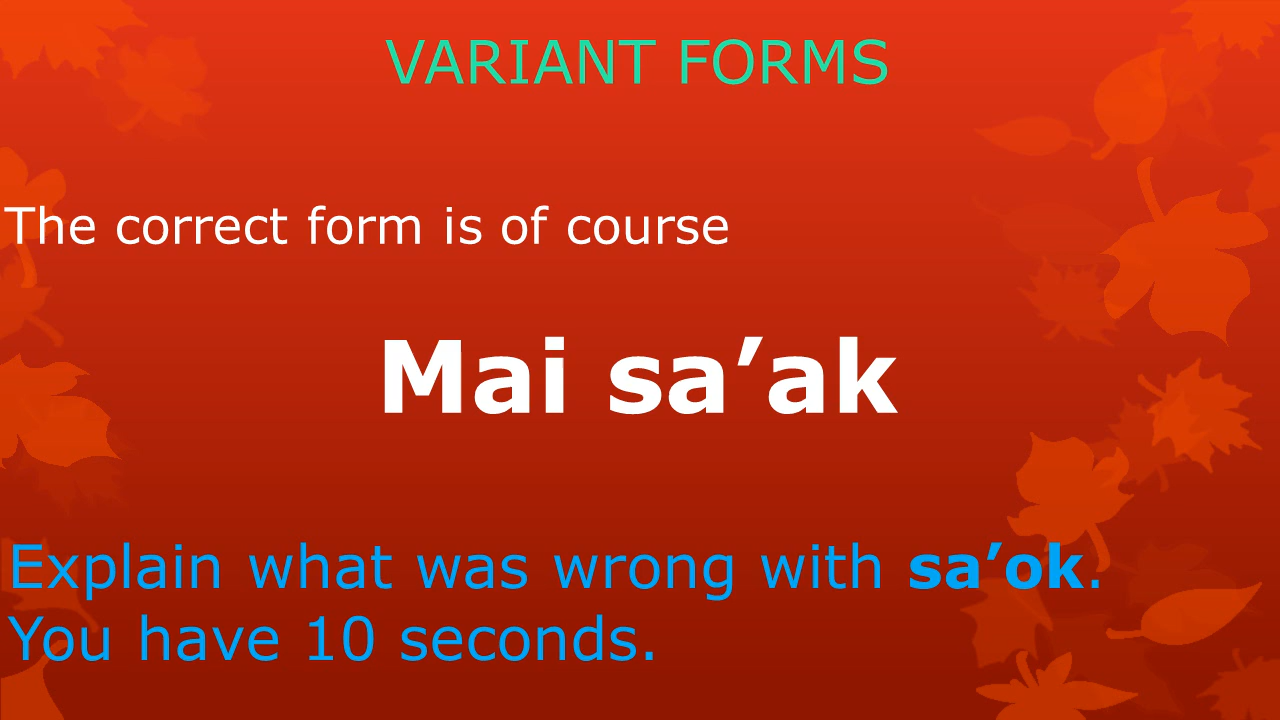 VARIANT FORMS
The correct form is of course
Mai sa’ak
Explain what was wrong with sa’ok.
You have 10 seconds.